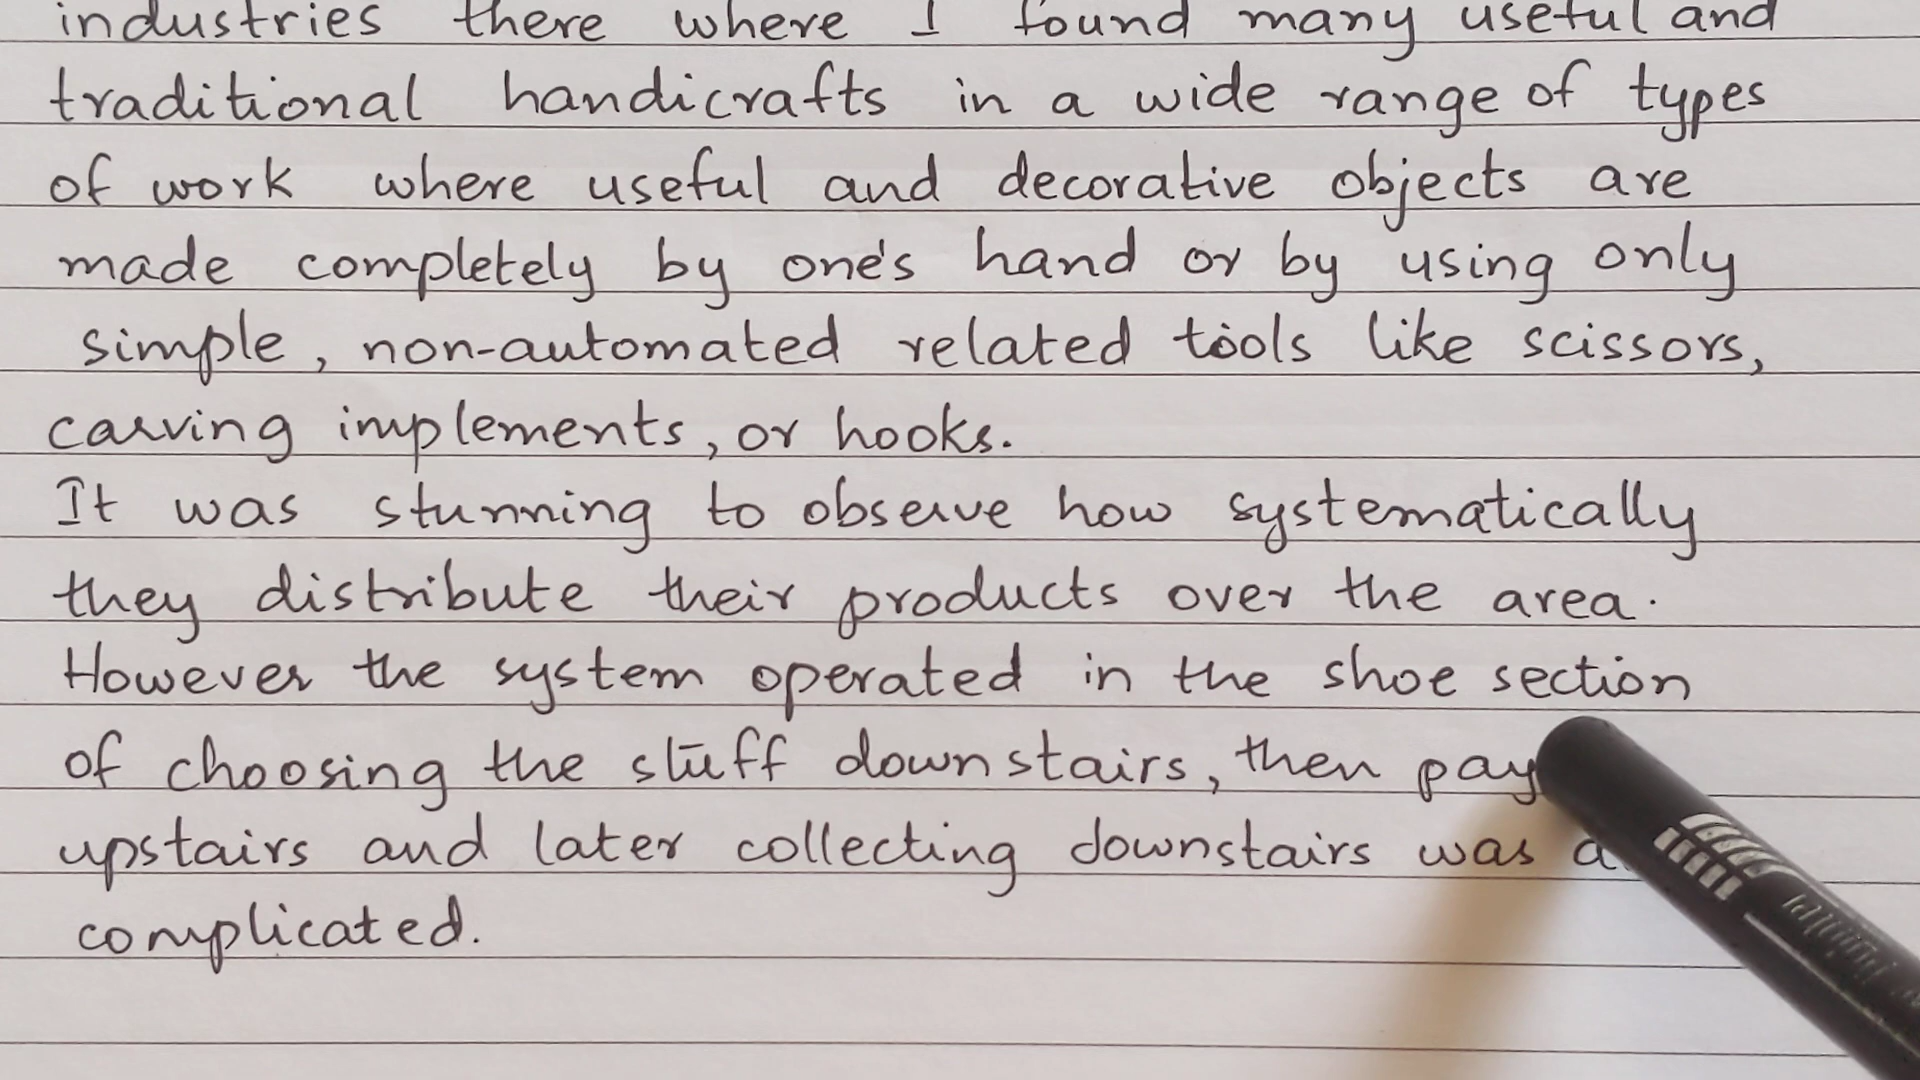 industries there where I found many useful and
traditional handicrafts in a wide range of types
of work where useful and decorative objects are
made completely by one's hand or by using only
simple, non-automated related tools like scissors,
carving implements, or hooks.
It was stunning to observe how systematically
they distribute their products over the area.
However the system operated in the shoe section
of choosing the stuff downstairs, then
upstairs and later collecting downstairs was
complicated.